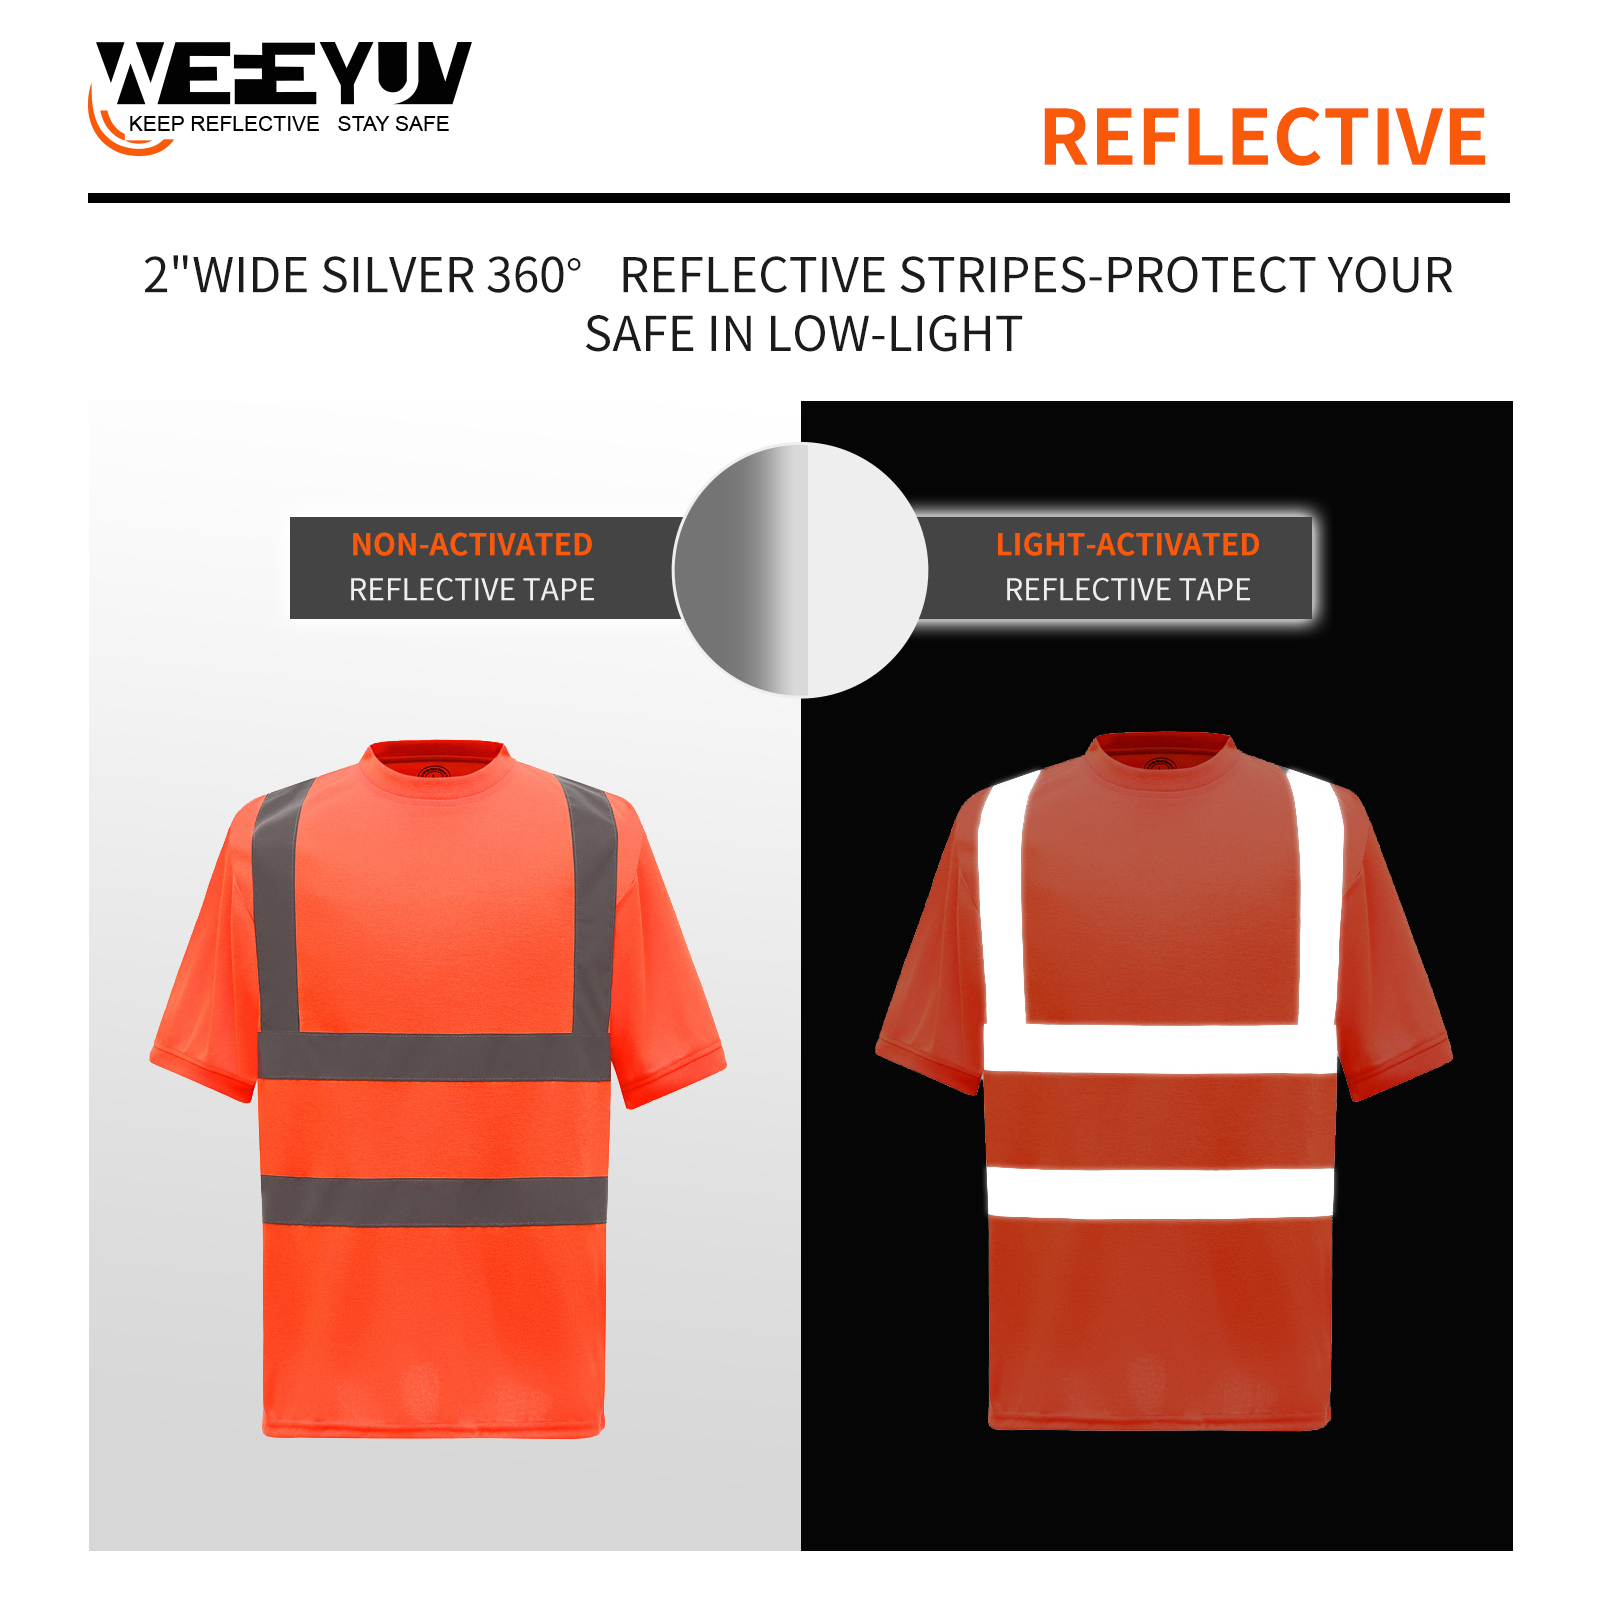 WEFEYUV
KEEP REFLECTIVE STAY SAFE
REFLECTIVE
2"WIDE SILVER 360° REFLECTIVE STRIPES-PROTECT YOUR
SAFE IN LOW-LIGHT
NON-ACTIVATED
REFLECTIVE TAPE
LIGHT-ACTIVATED
REFLECTIVE TAPE